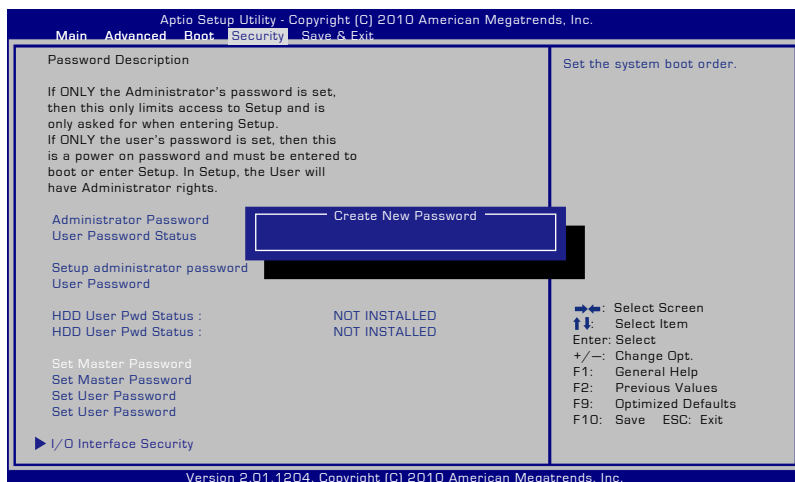 Aptio Setup Utility - Copyright (C) 2010 American Megatrends, Inc.
Main Advanced Boot Security Save & Exit
Password Description
If ONLY the Administrator's password is set,
then this only limits access to Setup and is
only asked for when entering Setup.
If ONLY the user's password is set, then this
is a power on password and must be entered to
boot or enter Setup. In Setup, the User will
have Administrator rights.
Administrator Password
User Password Status
Create New Password
Setup administrator password
User Password
HDD User Pwd Status : NOT INSTALLED
HDD User Pwd Status : NOT INSTALLED
Set Master Password
Set Master Password
Set User Password
Set User Password
I/O Interface Security
Set the system boot order.
→←: Select Screen
↑↓: Select Item
Enter: Select
+/—: Change Opt.
F1: General Help
F2: Previous Values
F9: Optimized Defaults
F10: Save ESC: Exit
Version 2.01.1204. Copyright (C) 2010 American Megatrends, Inc.